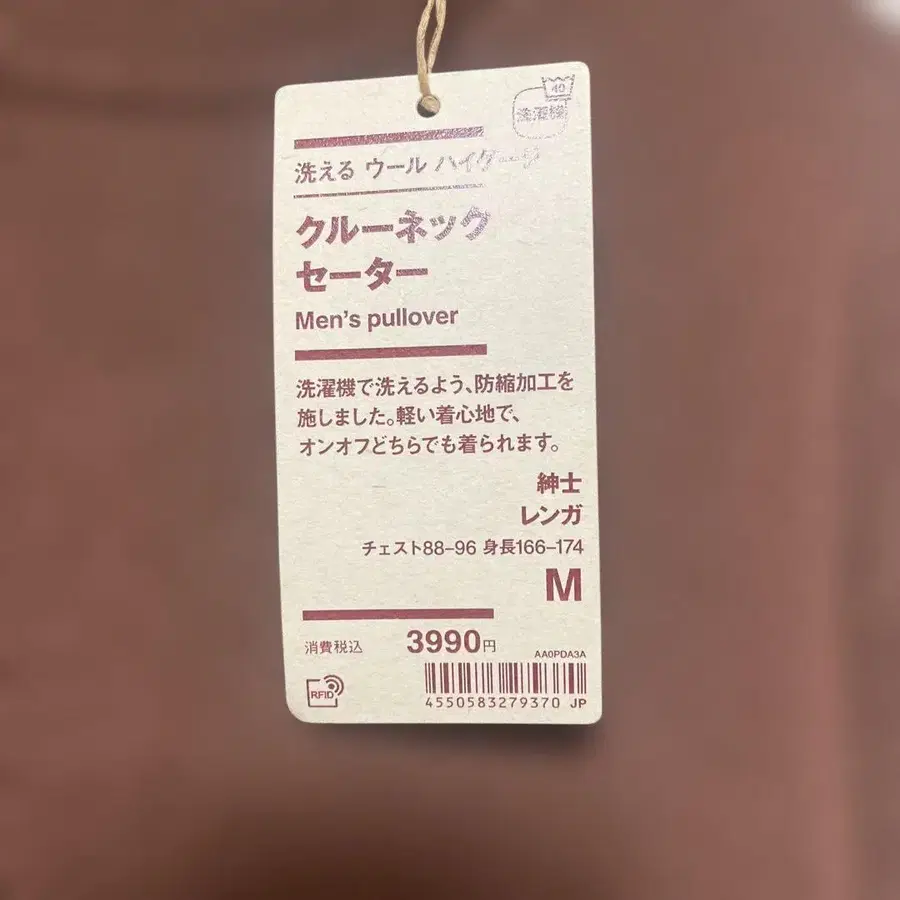 40
洗濯機
洗える ウール ハイゲージ
クルーネック
セーター
Men's pullover
洗濯機で洗えるよう、防縮加工を
施しました。軽い着心地で、
オンオフどちらでも着られます。
紳士
レンガ
チェスト88–96 身長166–174
M
消費税込 3990円
AA0PDA3A
RFID
4550583279370 JP